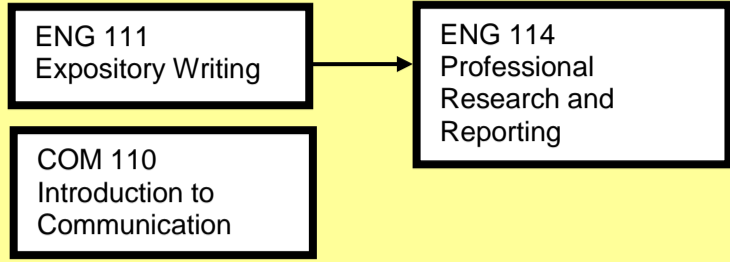 ENG 111
Expository Writing
ENG 114
Professional
Research and
Reporting
COM 110
Introduction to
Communication